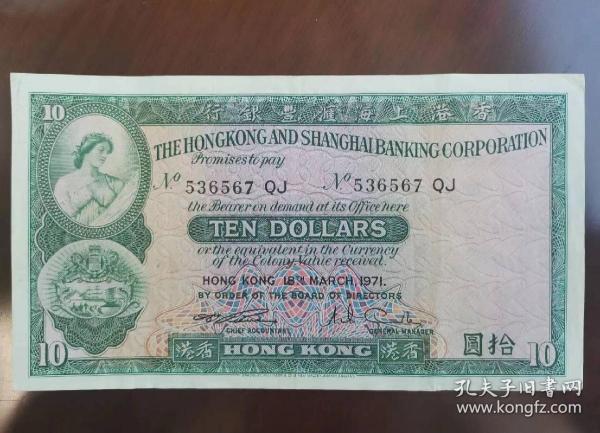 10
行銀豐滙海上港香
THE HONGKONG AND SHANGHAI BANKING CORPORATION
Promises to pay
No 536567 QJ No 536567 QJ
the Bearer on demand at its Office here
TEN DOLLARS
or the equivalent in the Currency
of the Colony Value received.
HONG KONG 18TH MARCH, 1971.
BY ORDER OF THE BOARD OF DIRECTORS
CHIEF ACCOUNTANT GENERAL MANAGER
10 港香 HONG KONG 港香 圓拾 10
孔夫子旧书网
www.kongfz.com